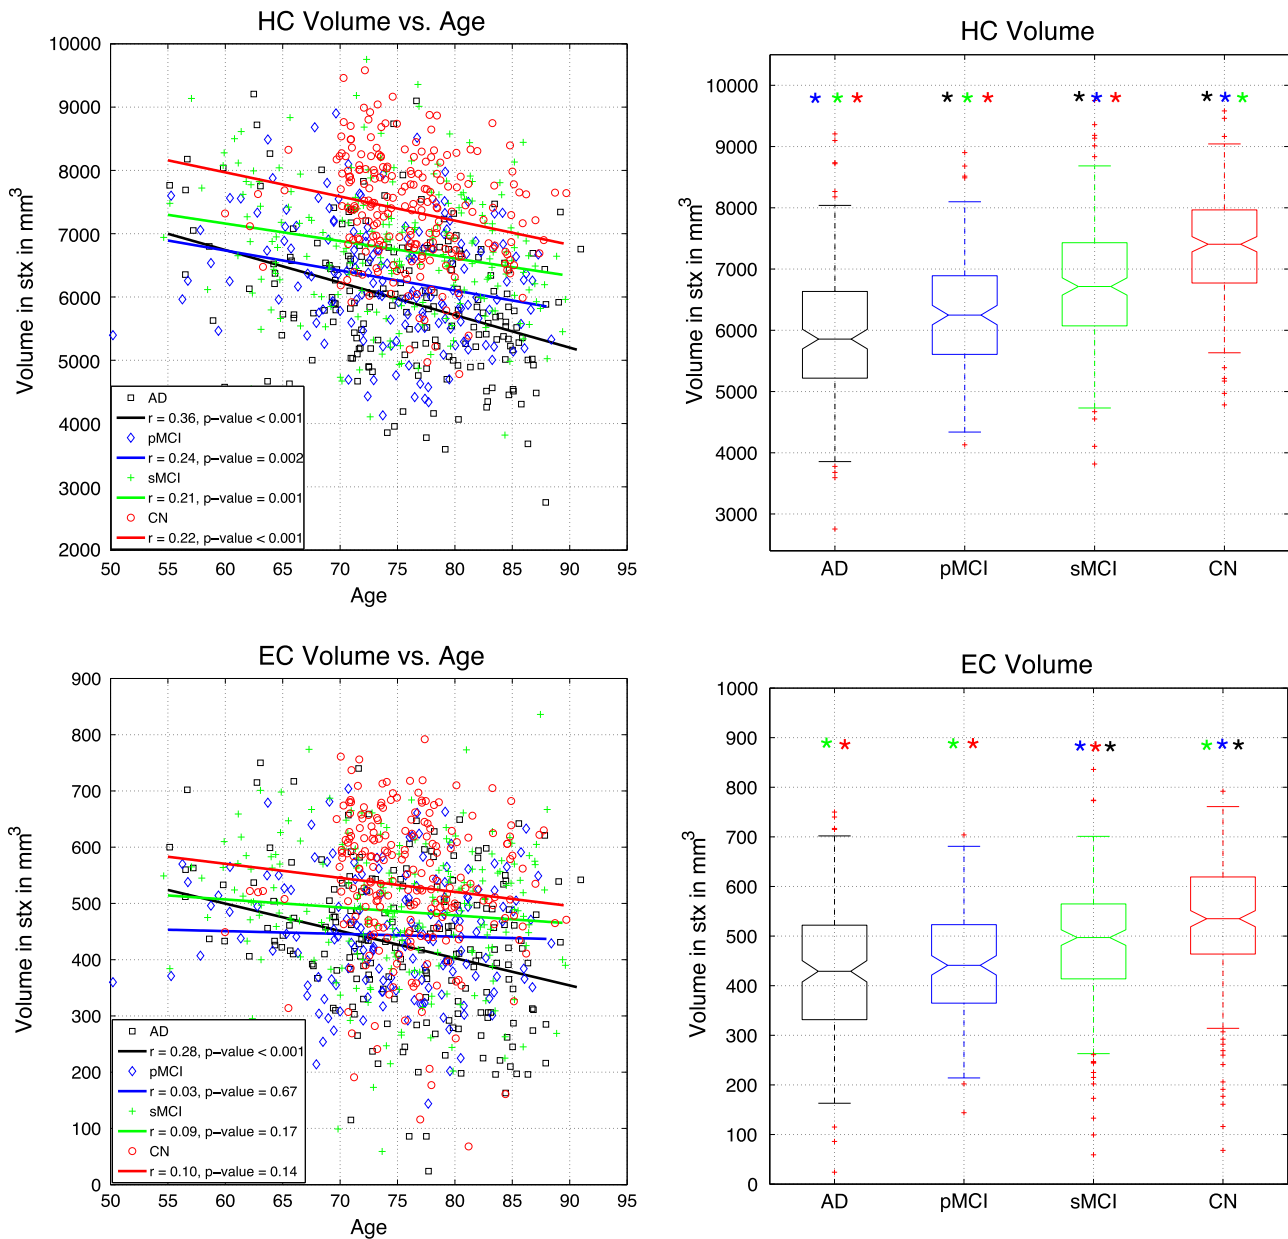 HC Volume vs. Age
10000
9000
8000
7000
6000
5000
4000
3000
2000
Volume in stx in mm³
AD
r = 0.36, p−value < 0.001
pMCI
r = 0.24, p−value = 0.002
sMCI
r = 0.21, p−value = 0.001
CN
r = 0.22, p−value < 0.001
50 55 60 65 70 75 80 85 90 95
Age
HC Volume
10000
9000
8000
7000
6000
5000
4000
3000
Volume in stx in mm³
* * *
* * *
* * *
* * *
AD pMCI sMCI CN
EC Volume vs. Age
900
800
700
600
500
400
300
200
100
0
Volume in stx in mm³
AD
r = 0.28, p−value < 0.001
pMCI
r = 0.03, p−value = 0.67
sMCI
r = 0.09, p−value = 0.17
CN
r = 0.10, p−value = 0.14
50 55 60 65 70 75 80 85 90 95
Age
EC Volume
1000
900
800
700
600
500
400
300
200
100
0
Volume in stx in mm³
* *
* *
* * *
* * *
AD pMCI sMCI CN